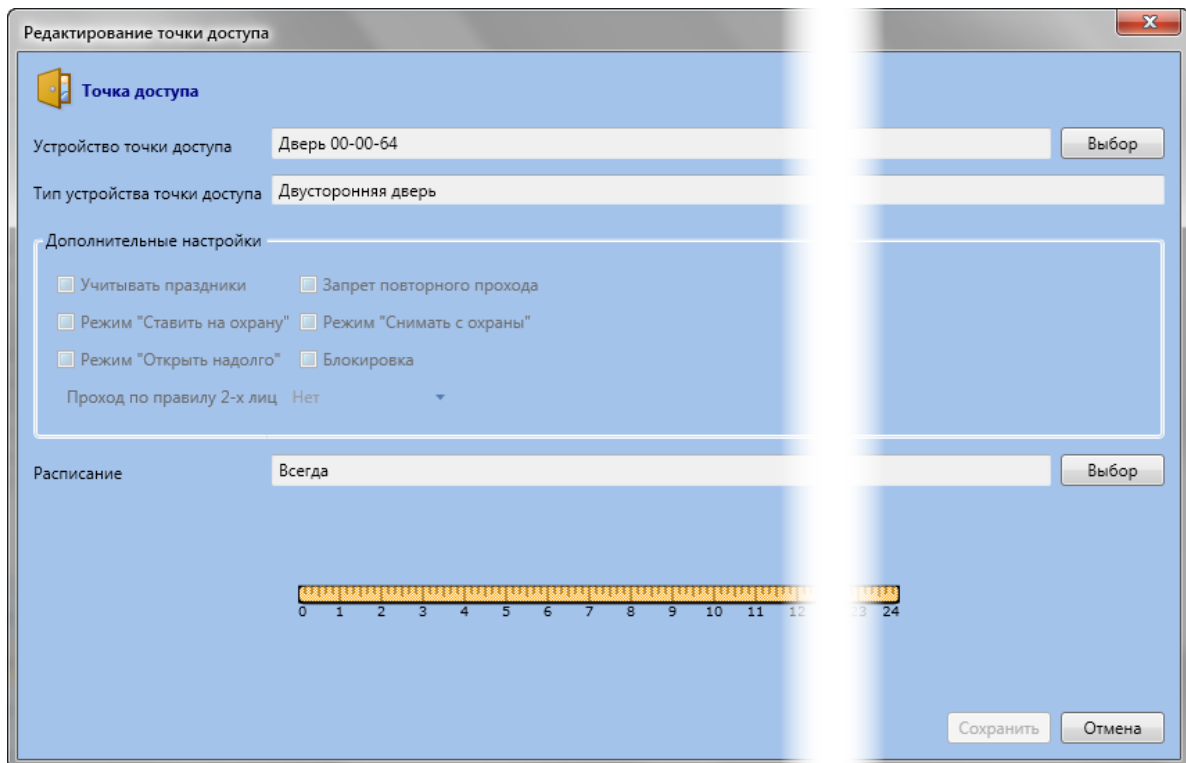 Редактирование точки доступа
x
Точка доступа
Устройство точки доступа Дверь 00-00-64 Выбор
Тип устройства точки доступа Двусторонняя дверь
Дополнительные настройки
Учитывать праздники Запрет повторного прохода
Режим "Ставить на охрану" Режим "Снимать с охраны"
Режим "Открыть надолго" Блокировка
Проход по правилу 2-х лиц Нет
Расписание Всегда Выбор
0 1 2 3 4 5 6 7 8 9 10 11 12 23 24
Сохранить Отмена